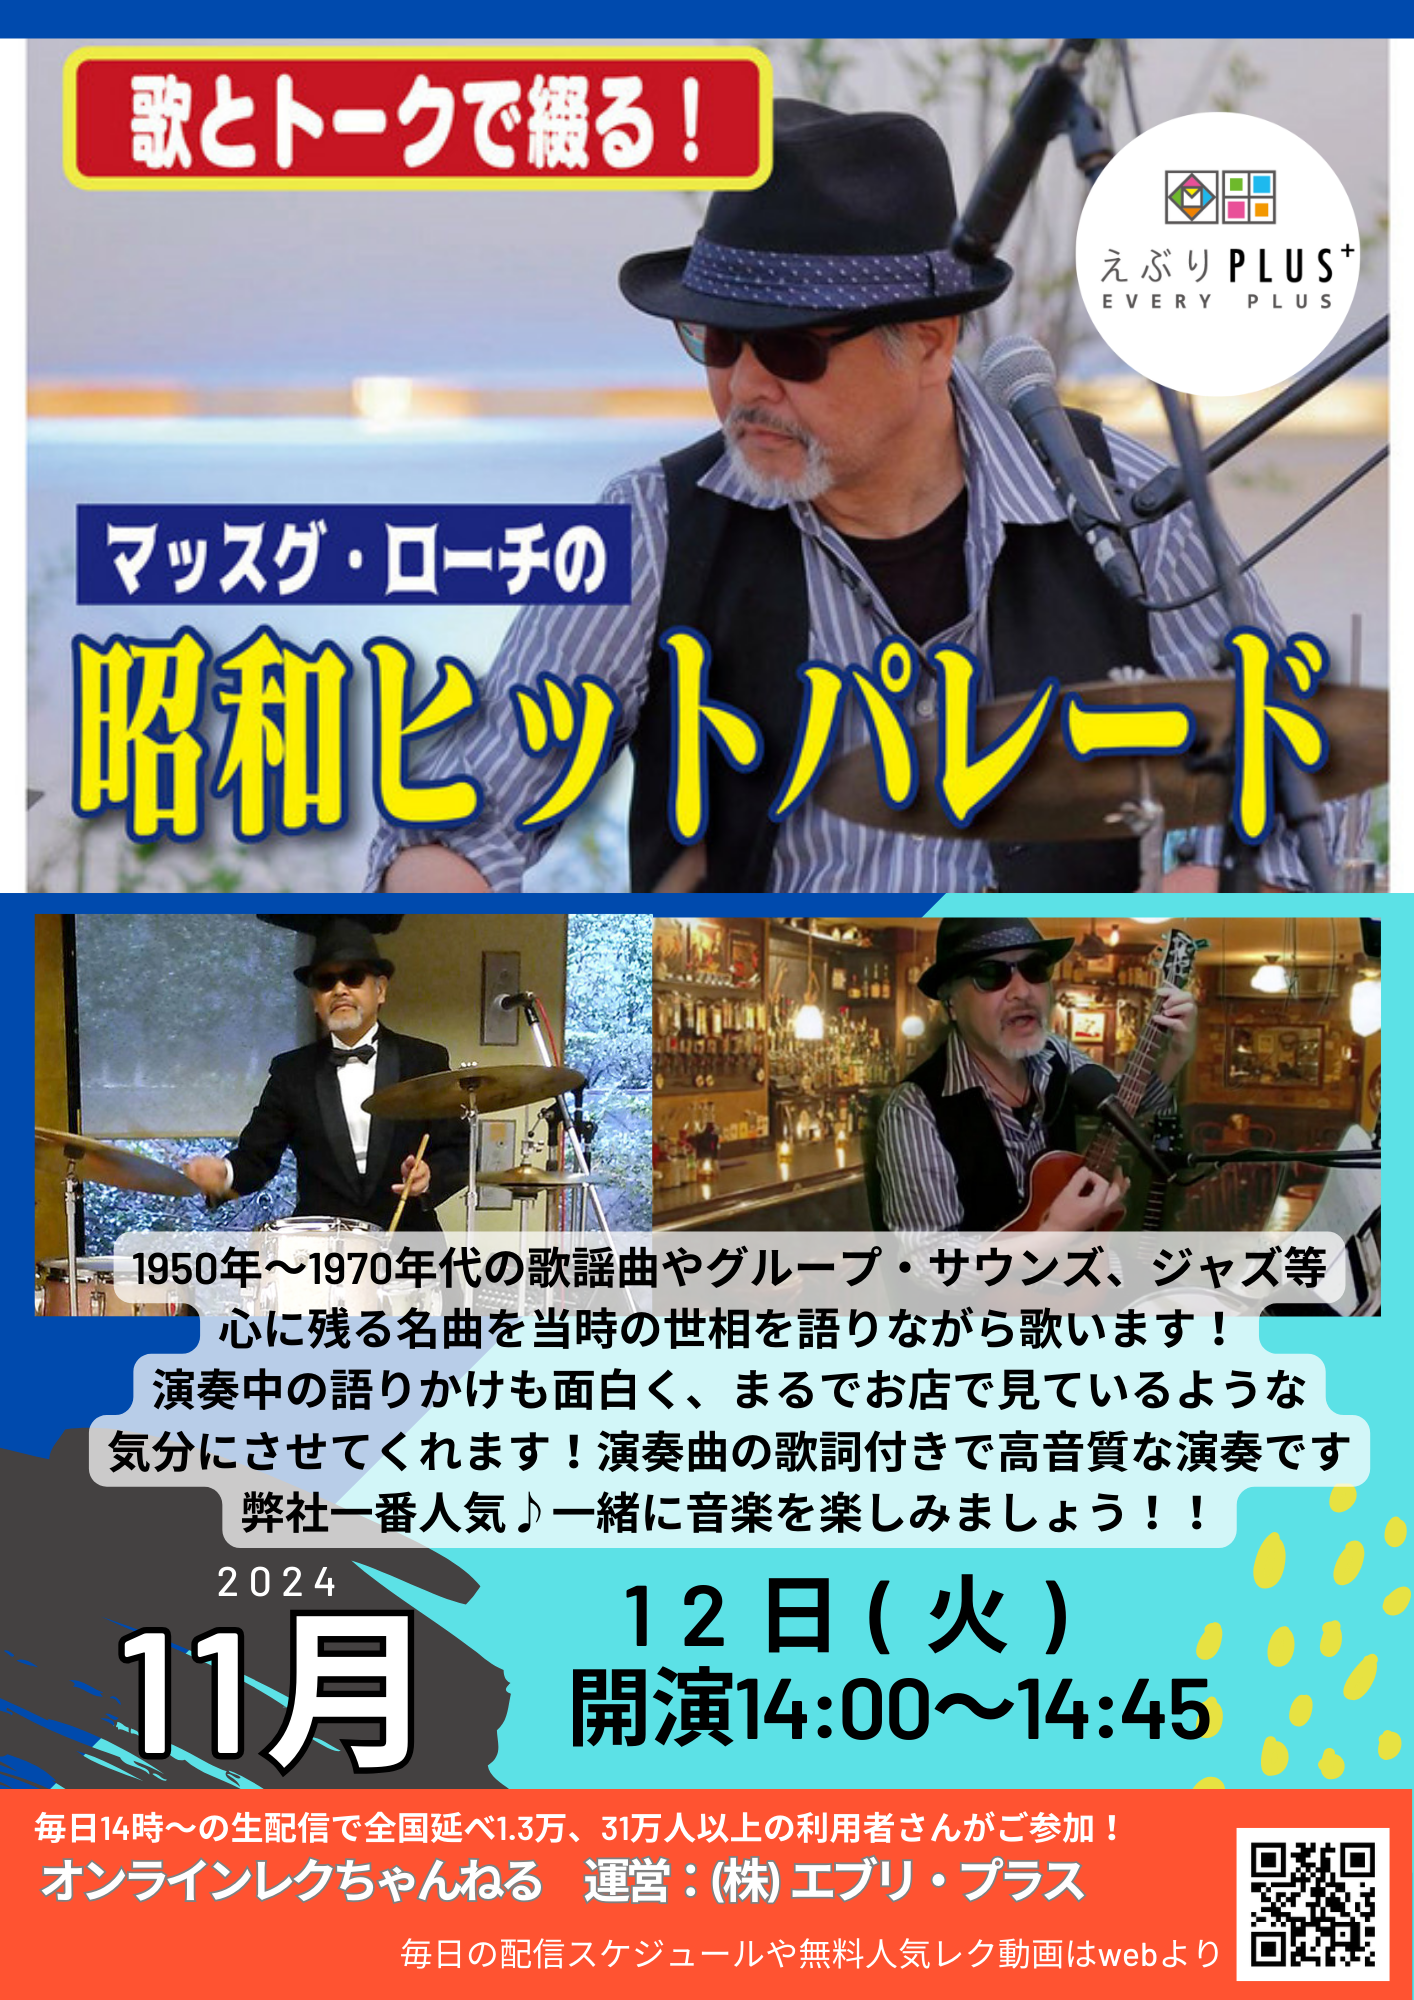 歌とトークで綴る！
えぶりPLUS+
EVERY PLUS
マッスグ・ローチの
昭和ヒットパレード
1950年～1970年代の歌謡曲やグループ・サウンズ、ジャズ等
心に残る名曲を当時の世相を語りながら歌います！
演奏中の語りかけも面白く、まるでお店で見ているような
気分にさせてくれます！演奏曲の歌詞付きで高音質な演奏です
弊社一番人気♪一緒に音楽を楽しみましょう！！
2024
11月
12日(火)
開演14:00～14:45
毎日14時～の生配信で全国延べ1.3万、31万人以上の利用者さんがご参加！
オンラインレクちゃんねる　運営：(株)エブリ・プラス
毎日の配信スケジュールや無料人気レク動画はwebより